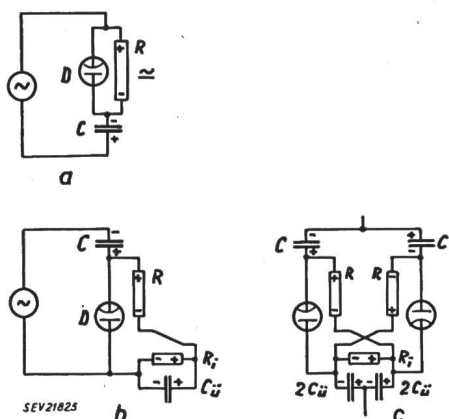 + R
D
≃
-
C - +
a
C - +
+
R
D
-
- + Rᵢ
- + Cü
SEV21825
b
C - +
+ - C
+ R
R +
-
-
- + Rᵢ
2Cü - + - + 2Cü
c